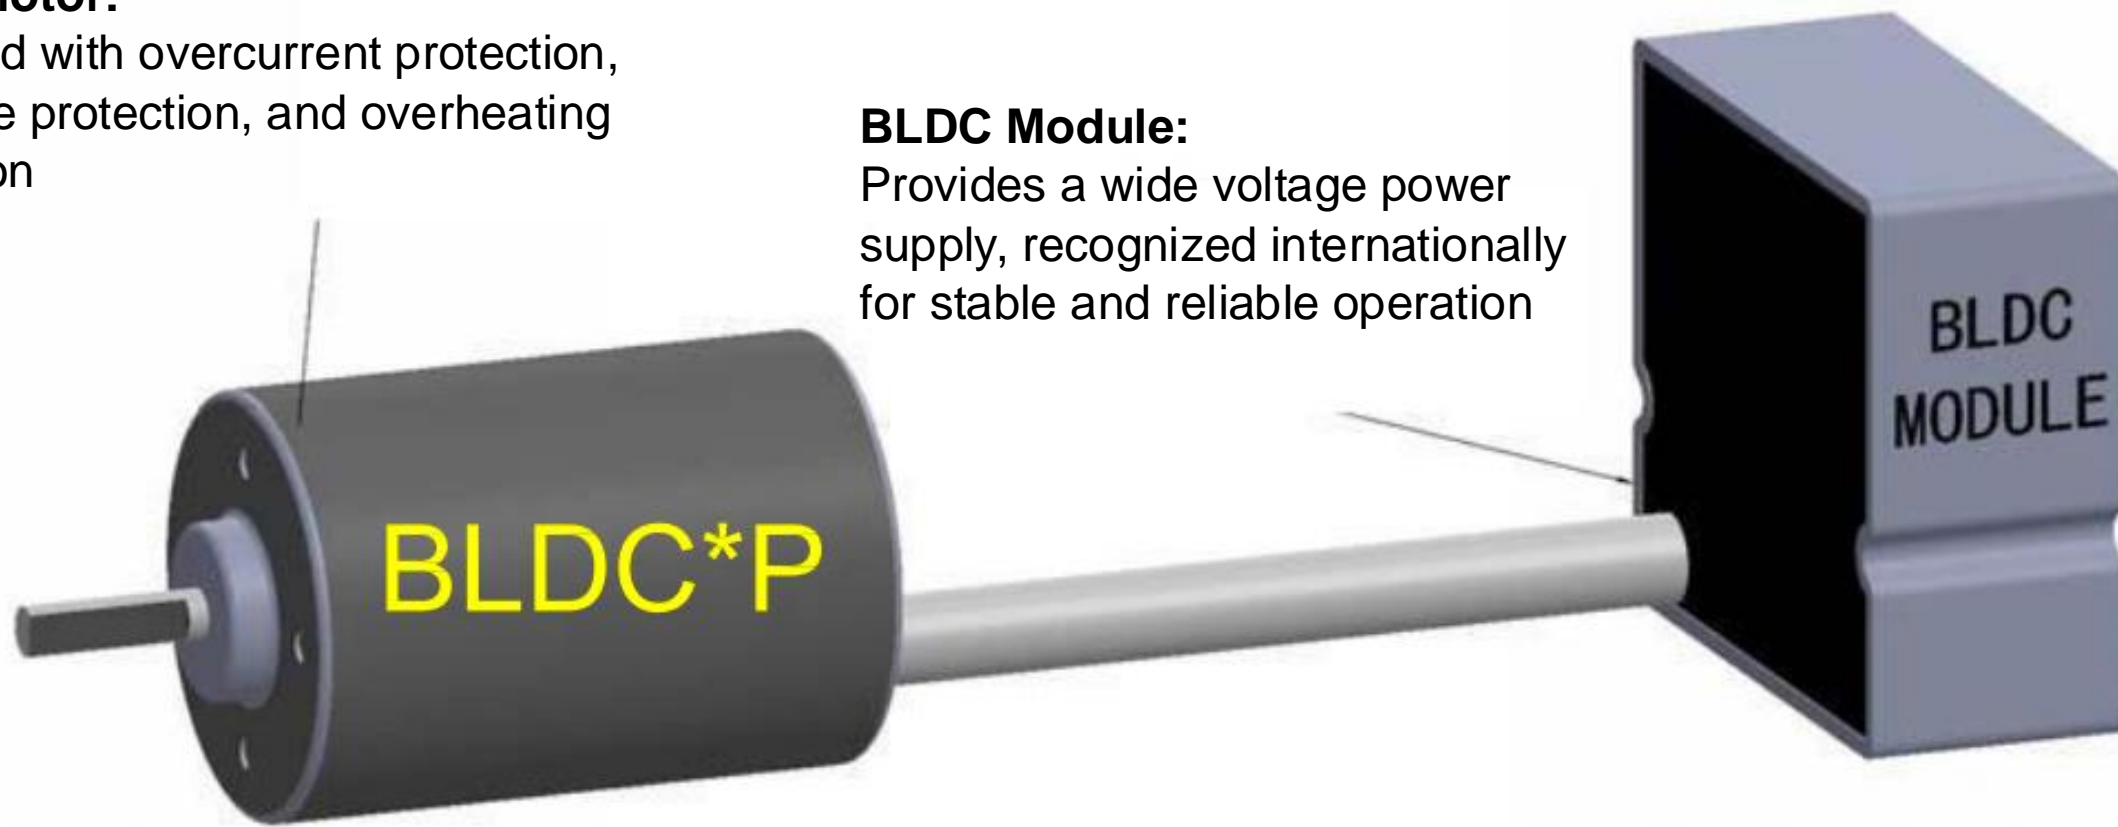 otor:
d with overcurrent protection,
e protection, and overheating
on
BLDC Module:
Provides a wide voltage power
supply, recognized internationally
for stable and reliable operation
BLDC*P
BLDC
MODULE